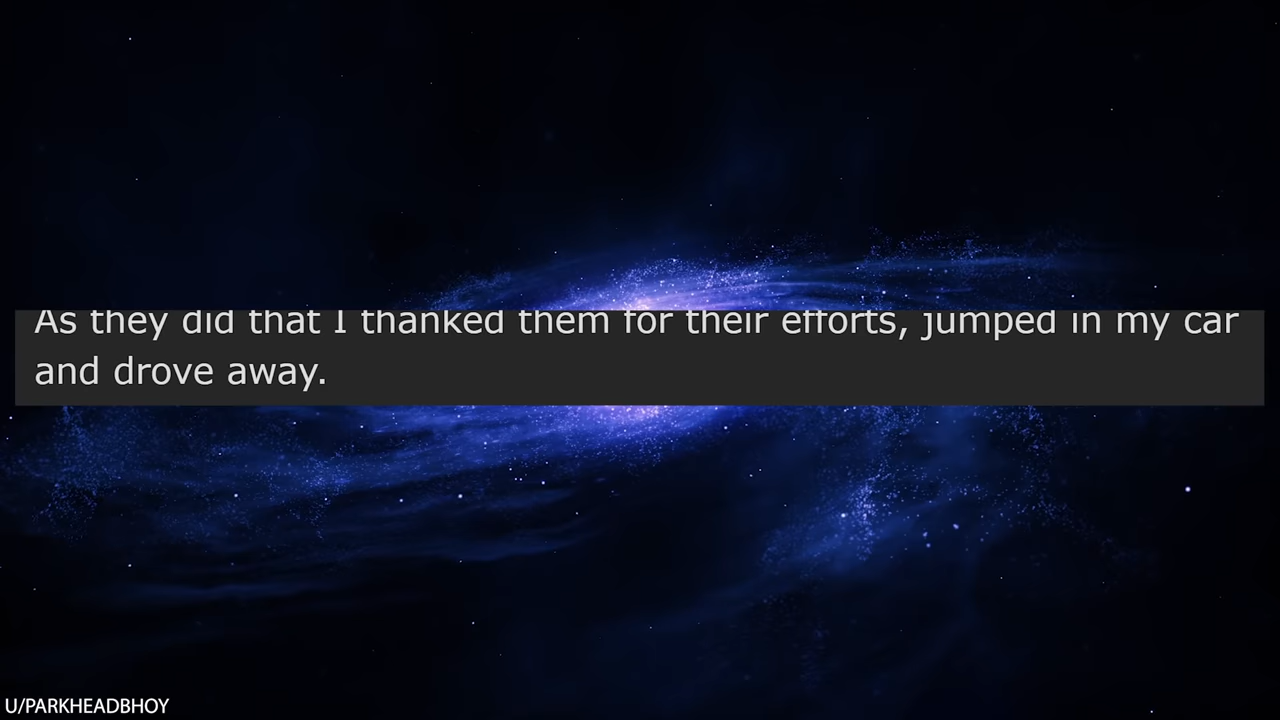 As they did that I thanked them for their efforts, jumped in my car
and drove away.
U/PARKHEADBHOY